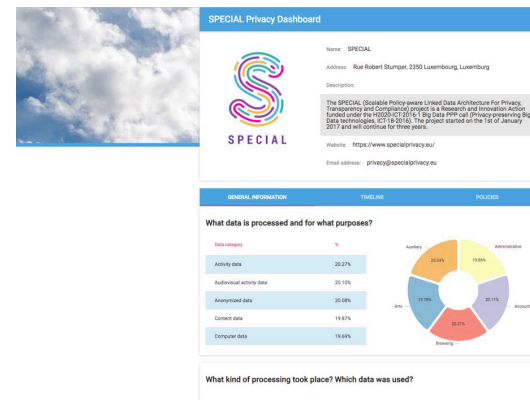 SPECIAL Privacy Dashboard
SPECIAL
Name: SPECIAL
Address: Rue Robert Stumper, 2350 Luxembourg, Luxemburg
Description:
The SPECIAL (Scalable Policy-aware Linked Data Architecture For Privacy,
Transparency and Compliance) project is a Research and Innovation Action
funded under the H2020-ICT-2016-1 Big Data PPP call (Privacy-preserving Big
Data technologies, ICT-18-2016). The project started on the 1st of January
2017 and will continue for three years.
Website: https://www.specialprivacy.eu/
Email address: privacy@specialprivacy.eu
GENERAL INFORMATION TIMELINE POLICIES
What data is processed and for what purposes?
Data category %
Activity data 20.27%
Audiovisual activity data 20.10%
Anonymized data 20.08%
Content data 19.87%
Computer data 19.69%
Auxiliary Administrative
20.04%
Arts
20.11% Account
20.21%
Browsing
What kind of processing took place? Which data was used?